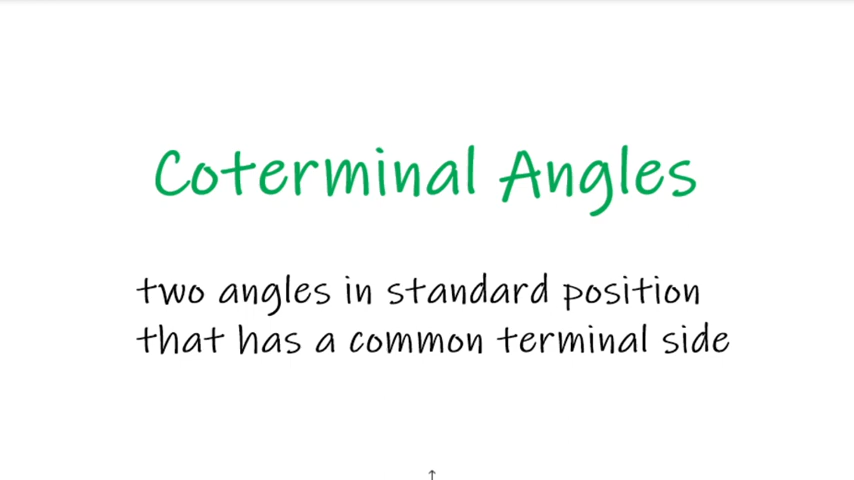 Coterminal Angles
two angles in standard position
that has a common terminal side